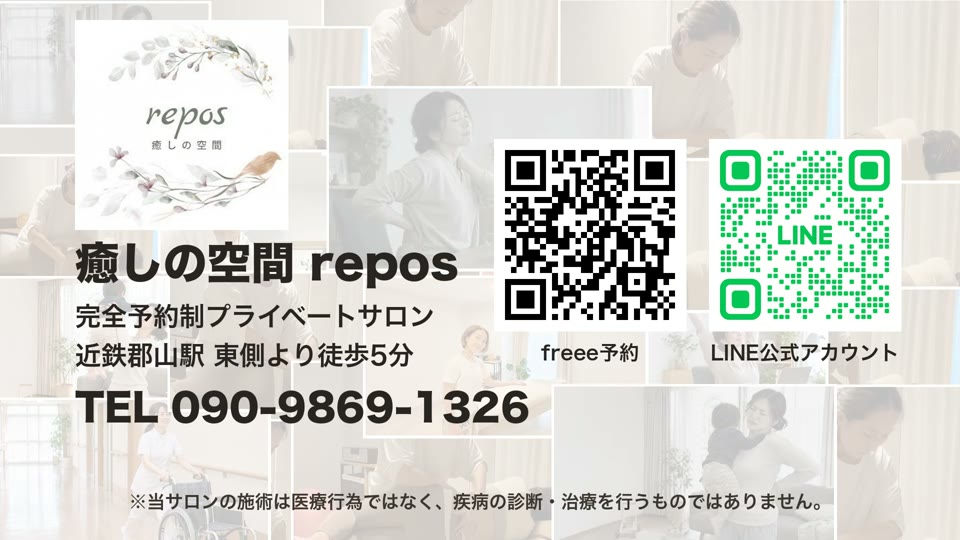 repos
癒しの空間
癒しの空間 repos
完全予約制プライベートサロン
近鉄郡山駅 東側より徒歩5分
TEL 090-9869-1326
LINE
freee予約
LINE公式アカウント
※当サロンの施術は医療行為ではなく、疾病の診断・治療を行うものではありません。